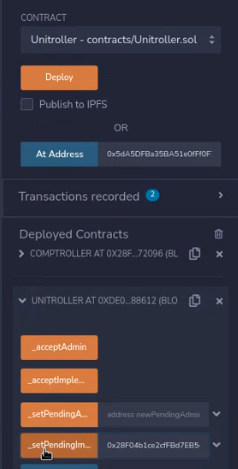 CONTRACT
Unitroller - contracts/Unitroller.sol
Deploy
Publish to IPFS
OR
At Address 0x5dA5DFBa35BA51e0fFf0F
Transactions recorded 2
Deployed Contracts
COMPTROLLER AT 0X28F...72096 (BL
UNITROLLER AT 0XDE0...88612 (BLO
_acceptAdmin
_acceptImple...
_setPendingA... address newPendingAdmin
_setPendingIm... 0x28F04b1ce2cfFBd7EB5